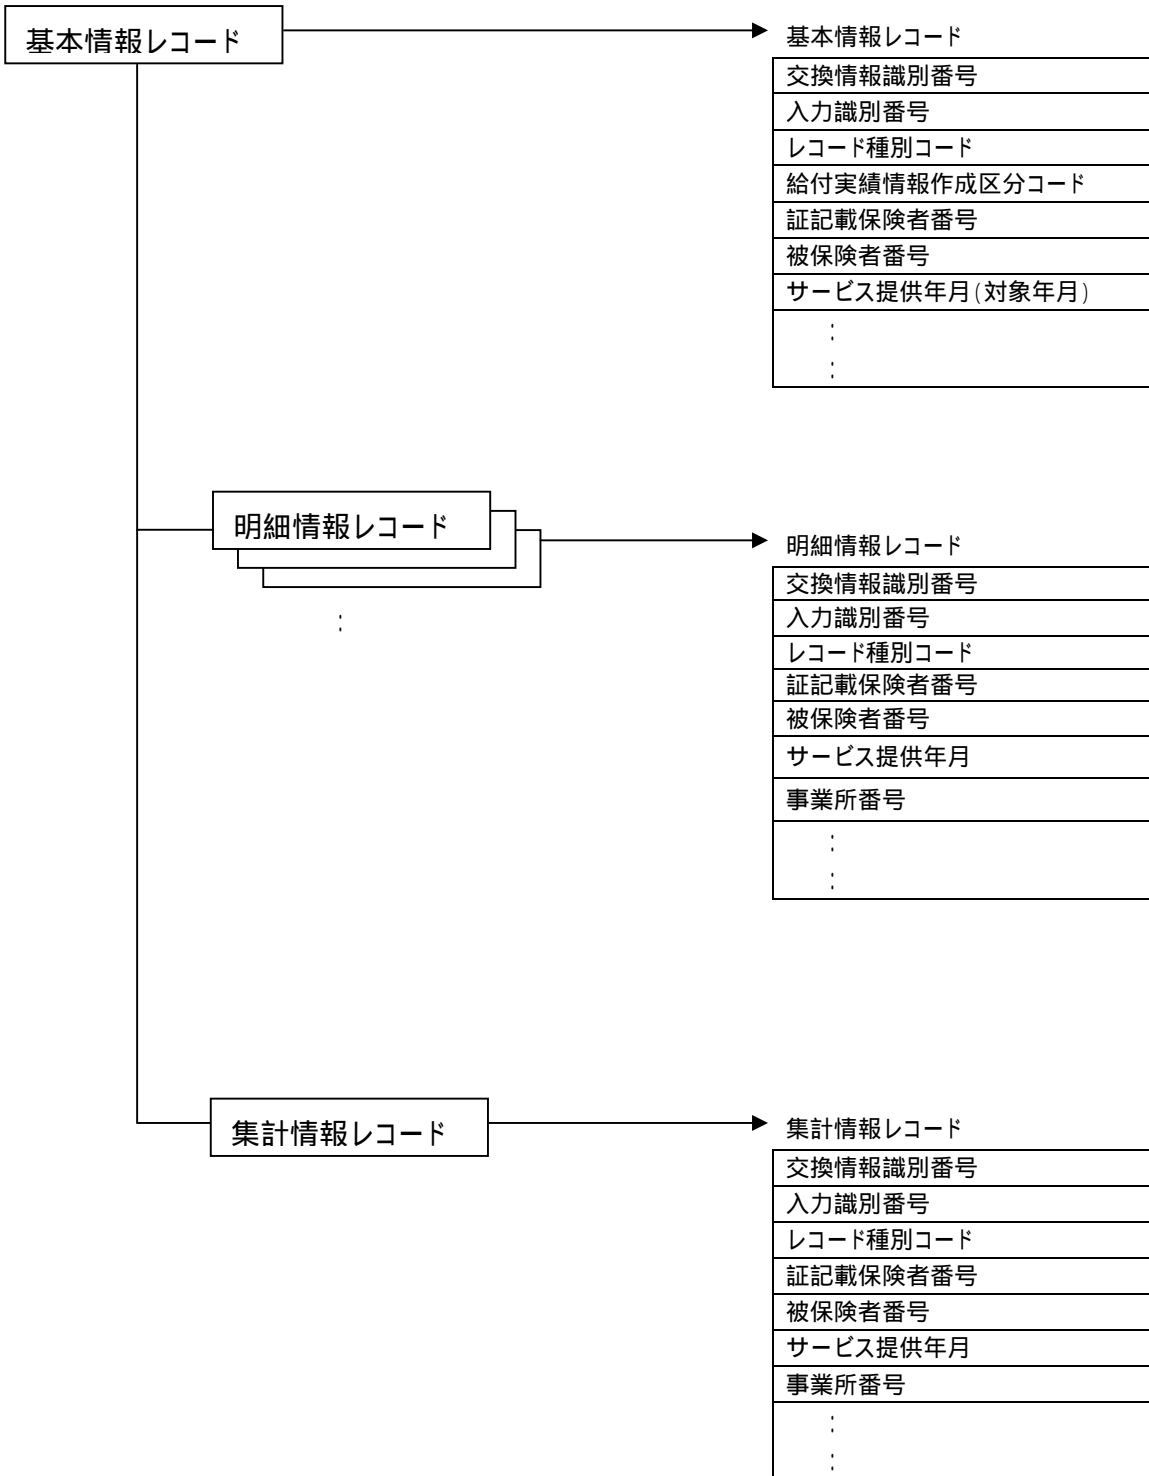 基本情報レコード
基本情報レコード
交換情報識別番号
入力識別番号
レコード種別コード
給付実績情報作成区分コード
証記載保険者番号
被保険者番号
サービス提供年月(対象年月)
:
:
明細情報レコード
:
明細情報レコード
交換情報識別番号
入力識別番号
レコード種別コード
証記載保険者番号
被保険者番号
サービス提供年月
事業所番号
:
:
集計情報レコード
集計情報レコード
交換情報識別番号
入力識別番号
レコード種別コード
証記載保険者番号
被保険者番号
サービス提供年月
事業所番号
:
: